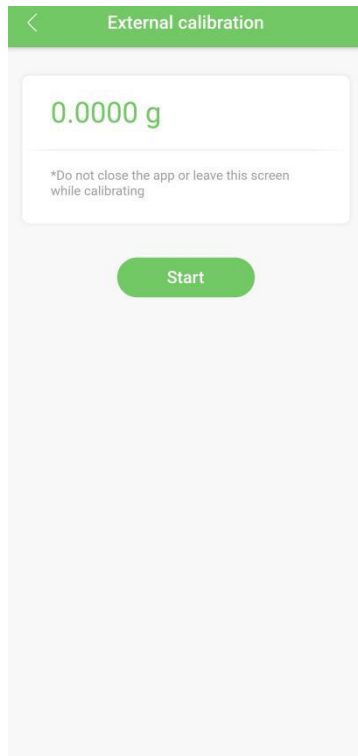 External calibration
0.0000 g
*Do not close the app or leave this screen
while calibrating
Start